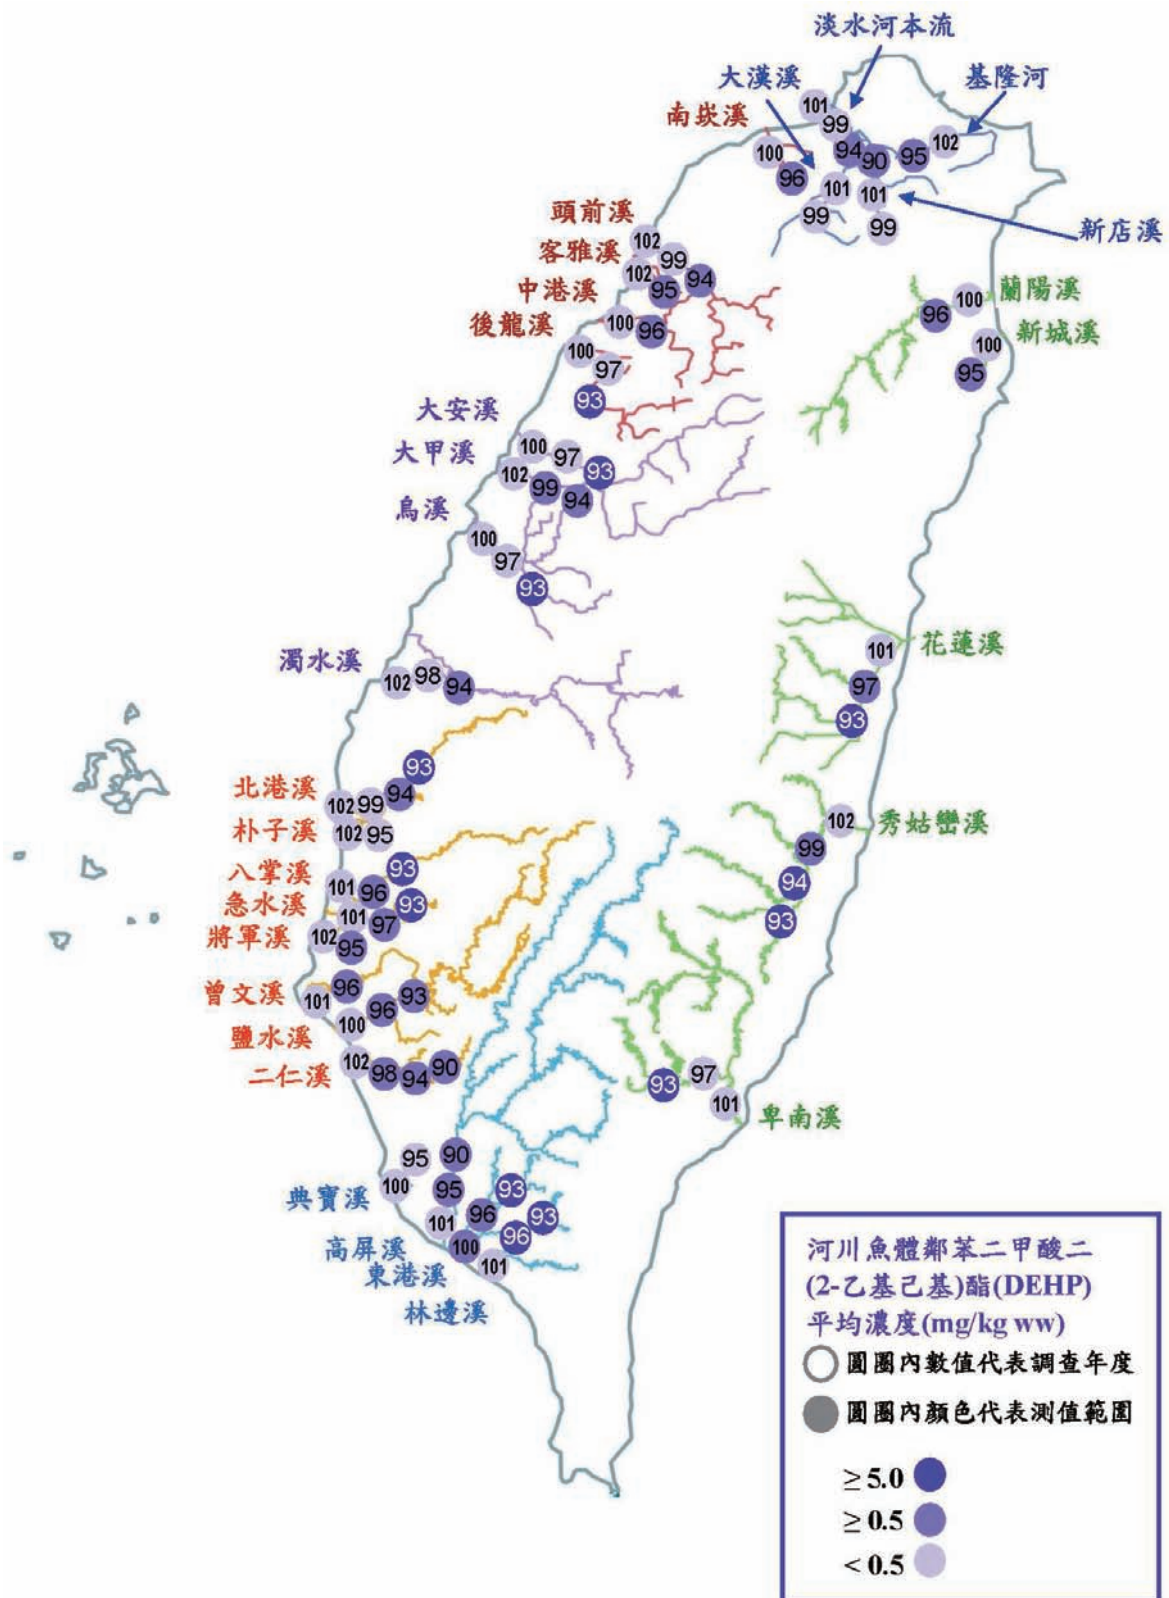 淡水河本流
大漢溪
基隆河
南崁溪
101
99
102
94
90
95
100
96
101
101
99
99
新店溪
頭前溪
102
客雅溪
99
102
94
95
中港溪
後龍溪
100
96
100
97
93
蘭陽溪
100
96
新城溪
100
95
大安溪
100
97
93
大甲溪
102
99
94
烏溪
100
97
93
濁水溪
102
98
94
花蓮溪
101
97
93
北港溪
102
99
94
93
朴子溪
102
95
秀姑巒溪
102
99
94
93
八掌溪
101
96
93
急水溪
101
97
93
將軍溪
102
95
曾文溪
101
96
鹽水溪
100
96
93
二仁溪
102
98
94
90
93
97
101
卑南溪
95
90
100
95
93
典寶溪
101
96
93
高屏溪
100
96
東港溪
101
林邊溪
河川魚體鄰苯二甲酸二
(2-乙基己基)酯(DEHP)
平均濃度(mg/kg ww)
圓圈內數值代表調查年度
圓圈內顏色代表測值範圍
≥ 5.0
≥ 0.5
< 0.5